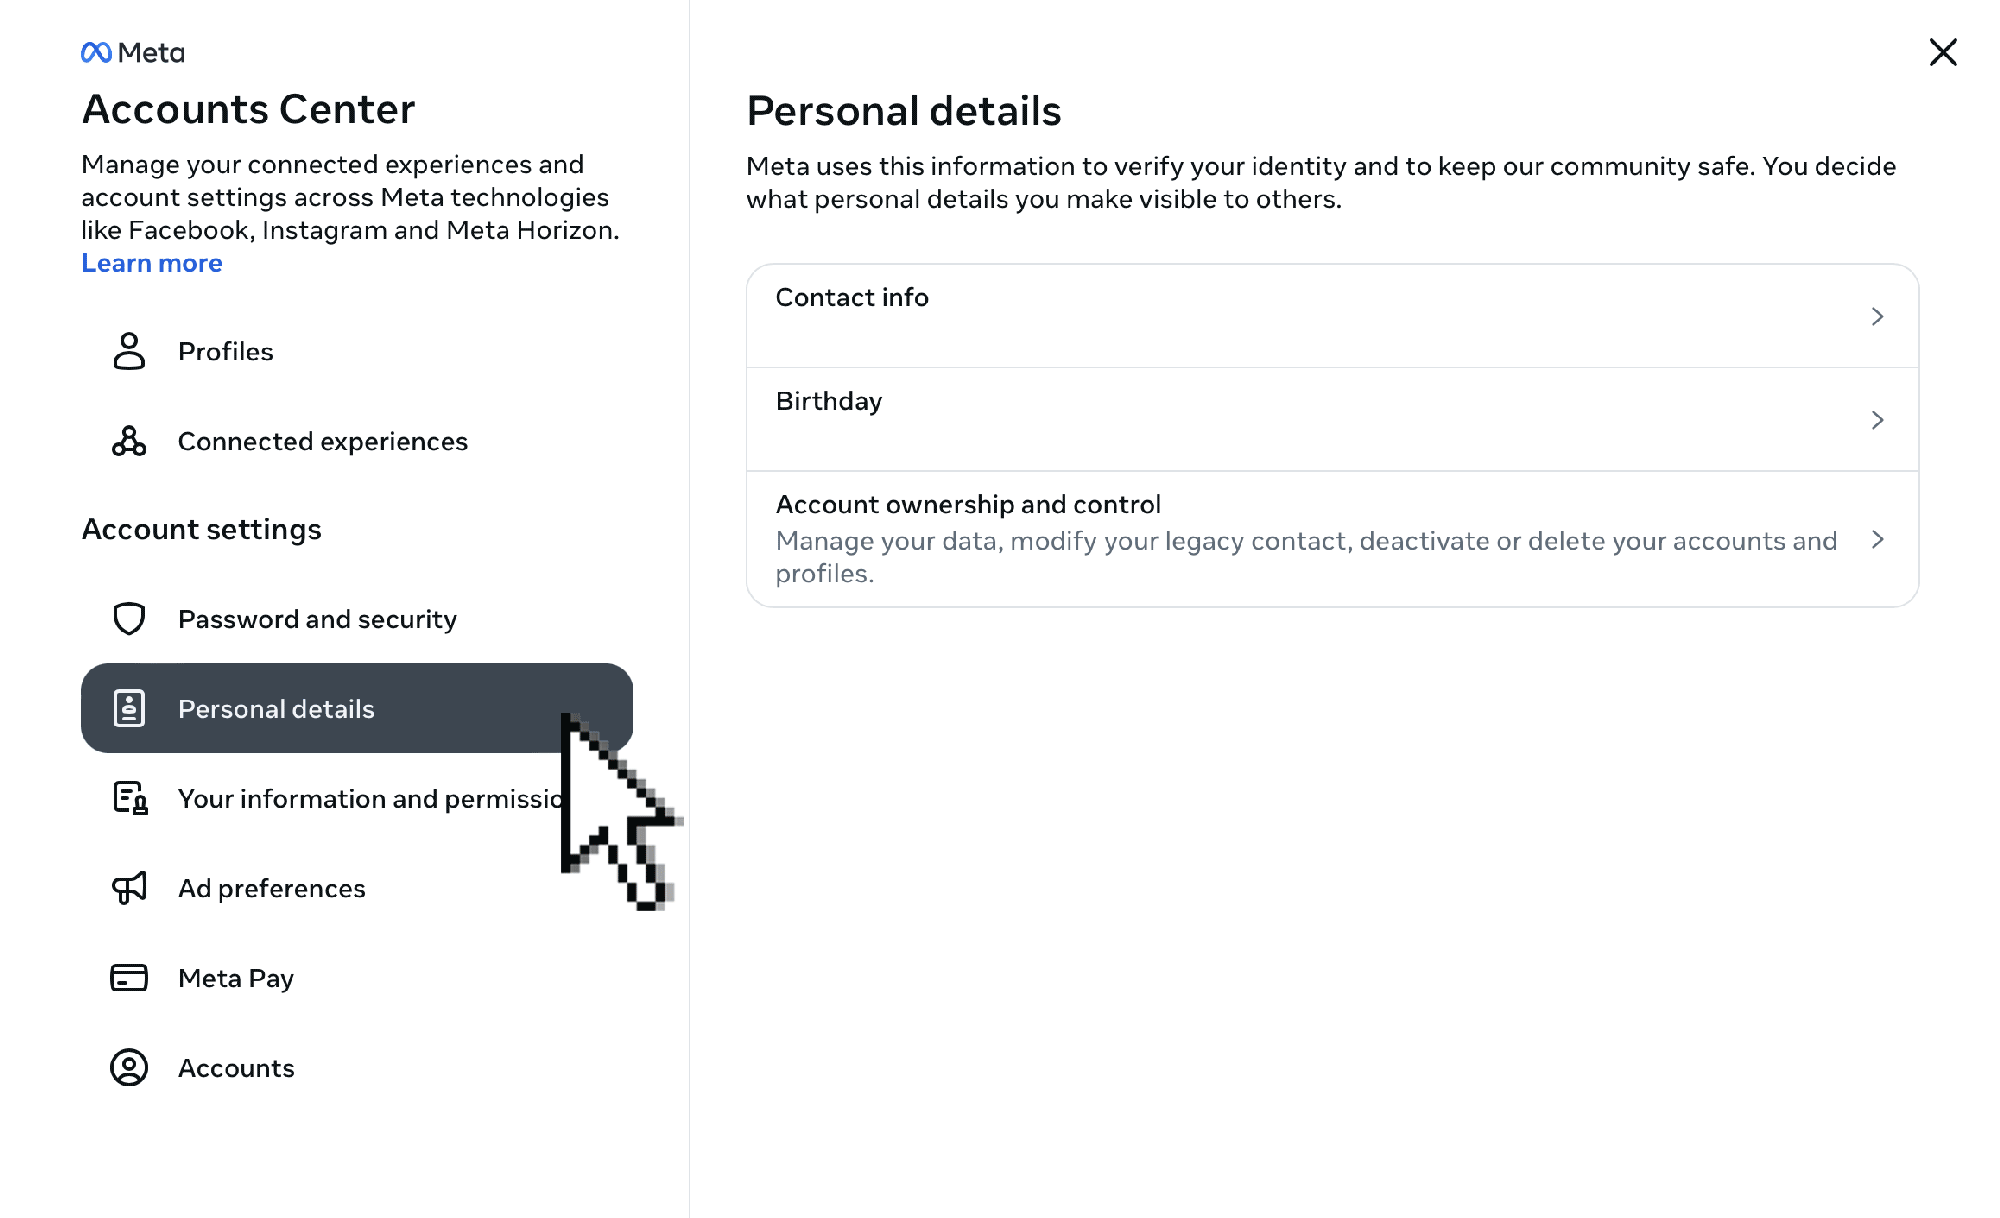 Meta
Accounts Center
Manage your connected experiences and
account settings across Meta technologies
like Facebook, Instagram and Meta Horizon.
Learn more
Profiles
Connected experiences
Account settings
Password and security
Personal details
Your information and permissio
Ad preferences
Meta Pay
Accounts
Personal details
Meta uses this information to verify your identity and to keep our community safe. You decide
what personal details you make visible to others.
Contact info
Birthday
Account ownership and control
Manage your data, modify your legacy contact, deactivate or delete your accounts and
profiles.